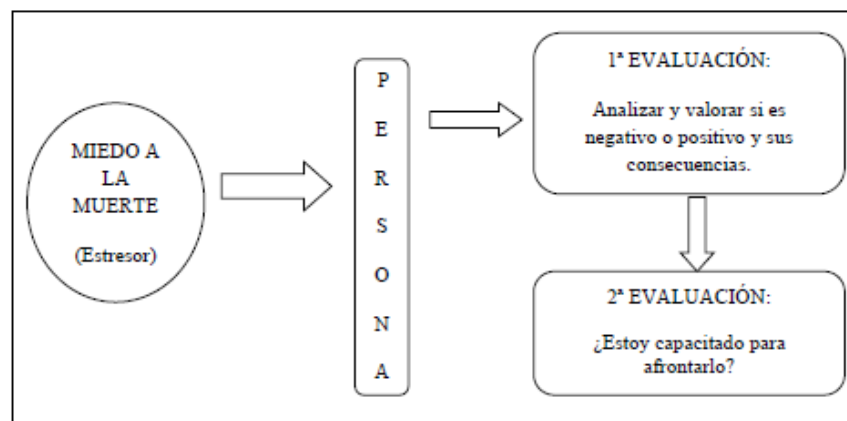 MIEDO A
LA
MUERTE
(Estresor)
P
E
R
S
O
N
A
1ª EVALUACIÓN:
Analizar y valorar si es
negativo o positivo y sus
consecuencias.
2ª EVALUACIÓN:
¿Estoy capacitado para
afrontarlo?